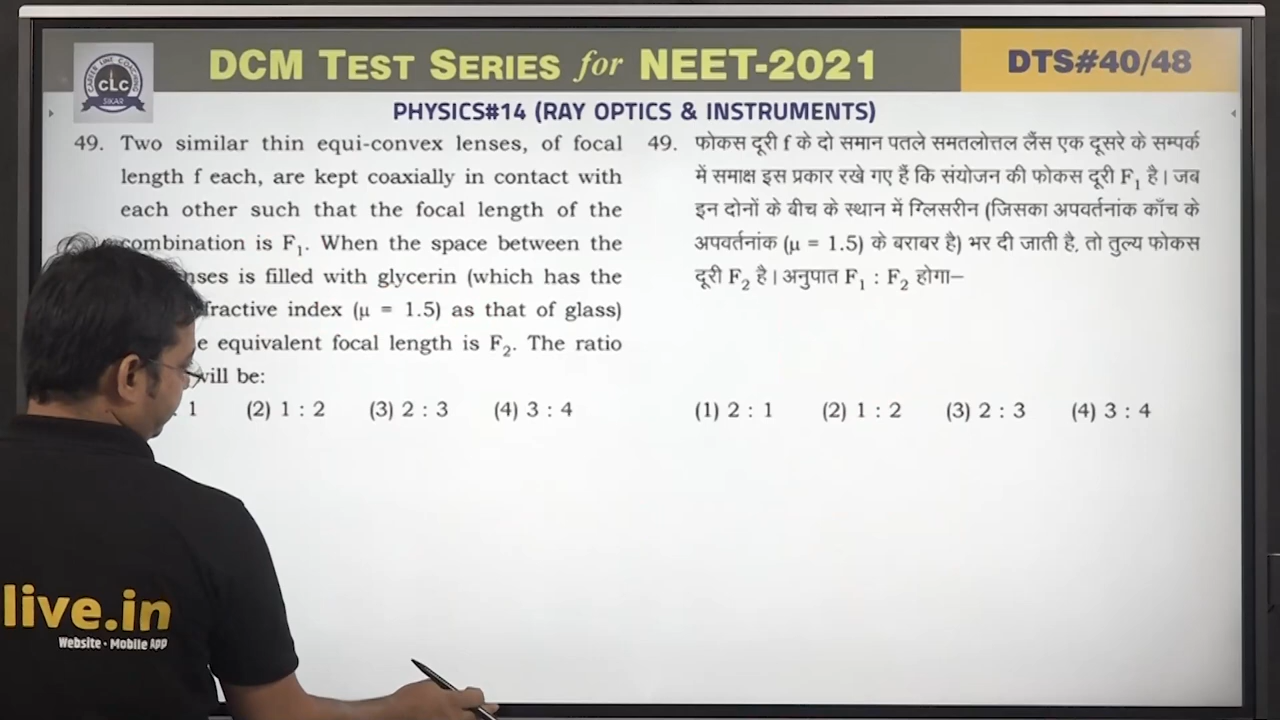 DCM TEST SERIES for NEET-2021
DTS#40/48
CAREER LINE COACHING
CLC
SIKAR
PHYSICS#14 (RAY OPTICS & INSTRUMENTS)
49. Two similar thin equi-convex lenses, of focal
length f each, are kept coaxially in contact with
each other such that the focal length of the
combination is F₁. When the space between the
nses is filled with glycerin (which has the
fractive index (μ = 1.5) as that of glass)
e equivalent focal length is F₂. The ratio
will be:
1 (2) 1 : 2 (3) 2 : 3 (4) 3 : 4
49. फोकस दूरी f के दो समान पतले समतलोत्तल लैंस एक दूसरे के सम्पर्क
में समाक्ष इस प्रकार रखे गए हैं कि संयोजन की फोकस दूरी F₁ है। जब
इन दोनों के बीच के स्थान में ग्लिसरीन (जिसका अपवर्तनांक काँच के
अपवर्तनांक (μ = 1.5) के बराबर है) भर दी जाती है, तो तुल्य फोकस
दूरी F₂ है। अनुपात F₁ : F₂ होगा–
(1) 2 : 1 (2) 1 : 2 (3) 2 : 3 (4) 3 : 4
live.in
Website • Mobile App